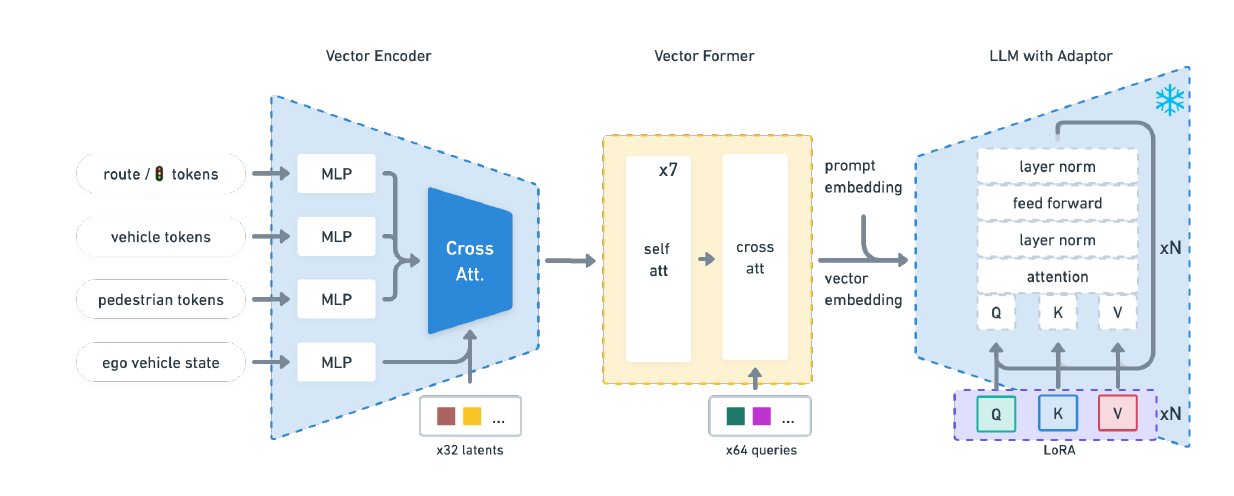 Vector Encoder
Vector Former
LLM with Adaptor
route / 🚦 tokens
vehicle tokens
pedestrian tokens
ego vehicle state
MLP
MLP
MLP
MLP
Cross
Att.
x32 latents
...
x7
self
att
cross
att
...
x64 queries
prompt
embedding
vector
embedding
layer norm
feed forward
layer norm
attention
Q K V
xN
Q K V
xN
LoRA